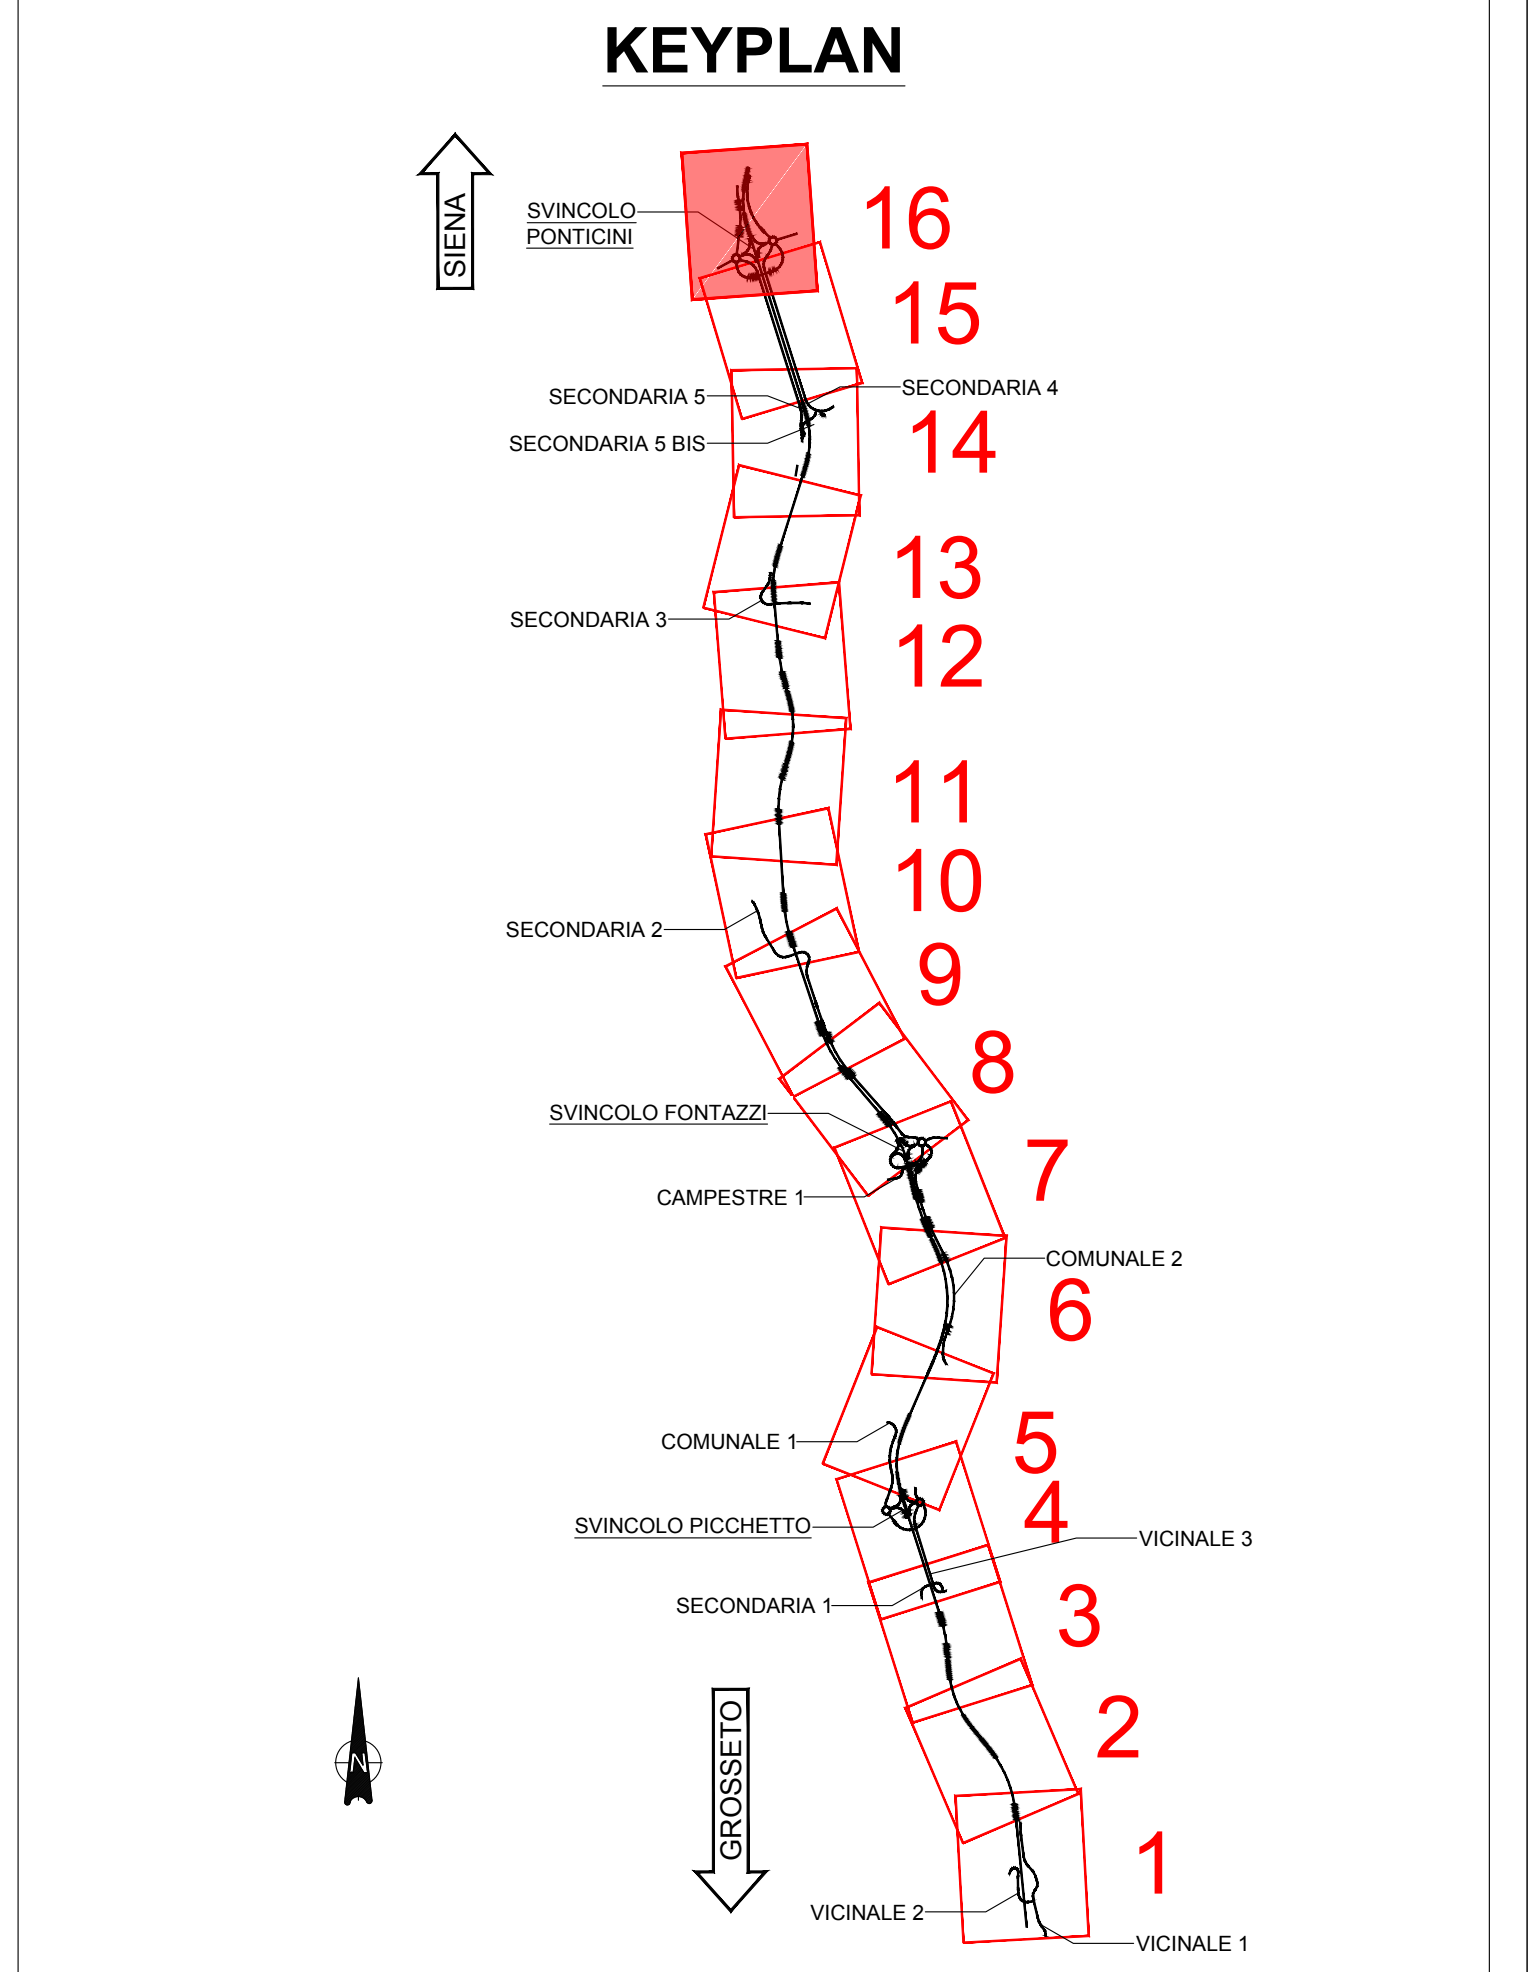 KEYPLAN
SIENA
SVINCOLO
PONTICINI
16
15
SECONDARIA 5
SECONDARIA 4
14
SECONDARIA 5 BIS
13
SECONDARIA 3
12
11
10
SECONDARIA 2
9
8
SVINCOLO FONTAZZI
7
CAMPESTRE 1
COMUNALE 2
6
COMUNALE 1
5
4
SVINCOLO PICCHETTO
VICINALE 3
SECONDARIA 1
3
2
GROSSETO
N
1
VICINALE 2
VICINALE 1